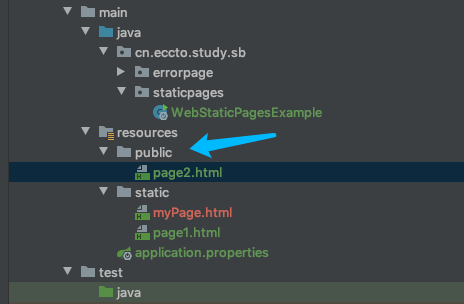 main
java
cn.eccto.study.sb
errorpage
staticpages
WebStaticPagesExample
resources
public
page2.html
static
myPage.html
page1.html
application.properties
test
java